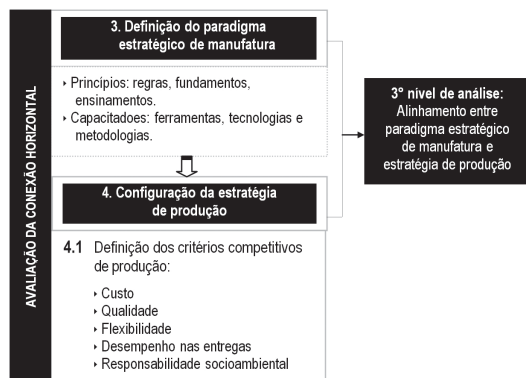 AVALIAÇÃO DA CONEXÃO HORIZONTAL
3. Definição do paradigma
estratégico de manufatura
‣ Princípios: regras, fundamentos,
ensinamentos.
‣ Capacitadoes: ferramentas, tecnologias e
metodologias.
4. Configuração da estratégia
de produção
4.1 Definição dos critérios competitivos
de produção:
‣ Custo
‣ Qualidade
‣ Flexibilidade
‣ Desempenho nas entregas
‣ Responsabilidade socioambiental
3° nível de análise:
Alinhamento entre
paradigma estratégico
de manufatura e
estratégia de produção